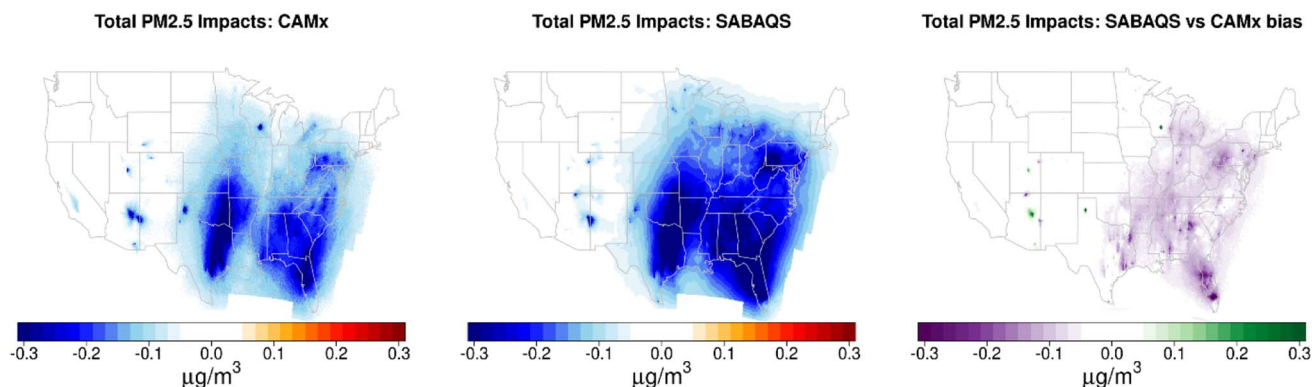 Total PM2.5 Impacts: CAMx
Total PM2.5 Impacts: SABAQS
Total PM2.5 Impacts: SABAQS vs CAMx bias
-0.3 -0.2 -0.1 0.0 0.1 0.2 0.3
μg/m³
-0.3 -0.2 -0.1 0.0 0.1 0.2 0.3
μg/m³
-0.3 -0.2 -0.1 0.0 0.1 0.2 0.3
μg/m³